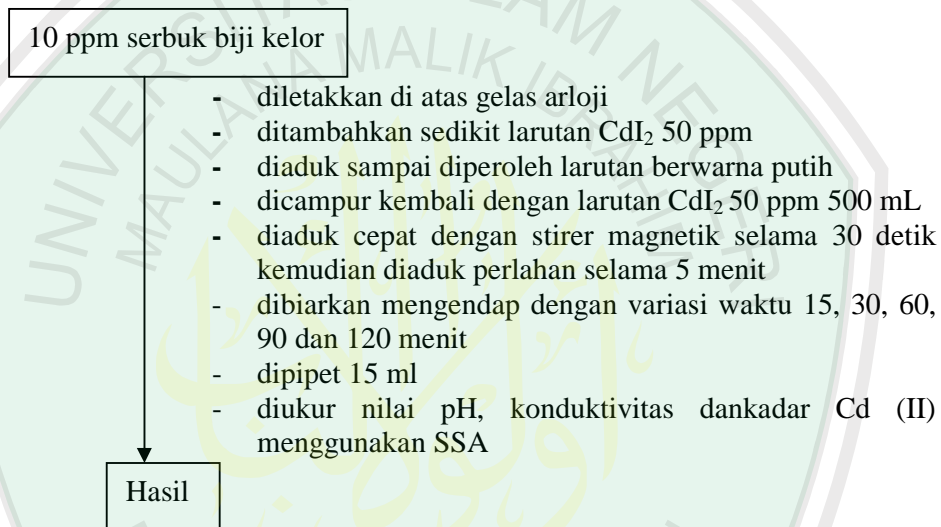 10 ppm serbuk biji kelor
- diletakkan di atas gelas arloji
- ditambahkan sedikit larutan CdI₂ 50 ppm
- diaduk sampai diperoleh larutan berwarna putih
- dicampur kembali dengan larutan CdI₂ 50 ppm 500 mL
- diaduk cepat dengan stirer magnetik selama 30 detik
kemudian diaduk perlahan selama 5 menit
- dibiarkan mengendap dengan variasi waktu 15, 30, 60,
90 dan 120 menit
- dipipet 15 ml
- diukur nilai pH, konduktivitas dankadar Cd (II)
menggunakan SSA
Hasil